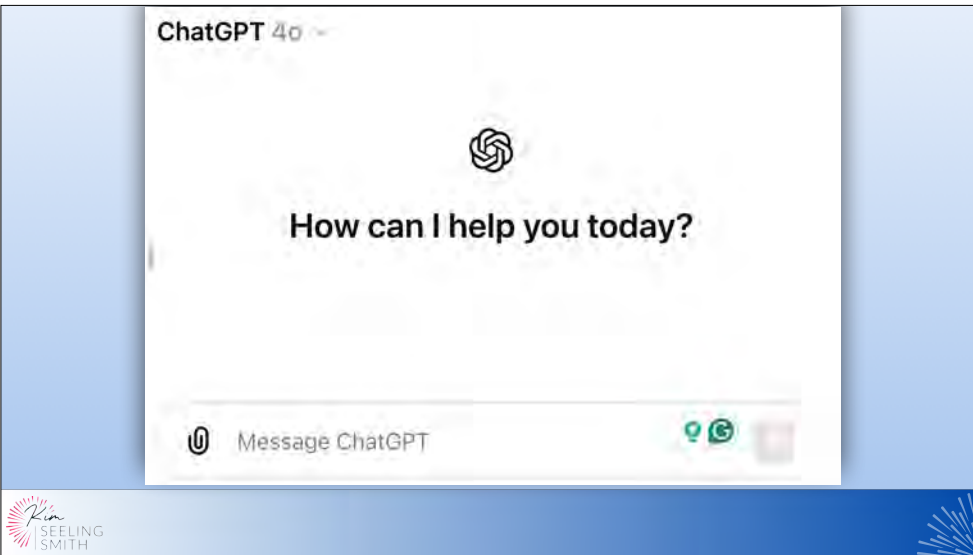 ChatGPT 4o
How can I help you today?
Message ChatGPT
Kim
SEELING
SMITH